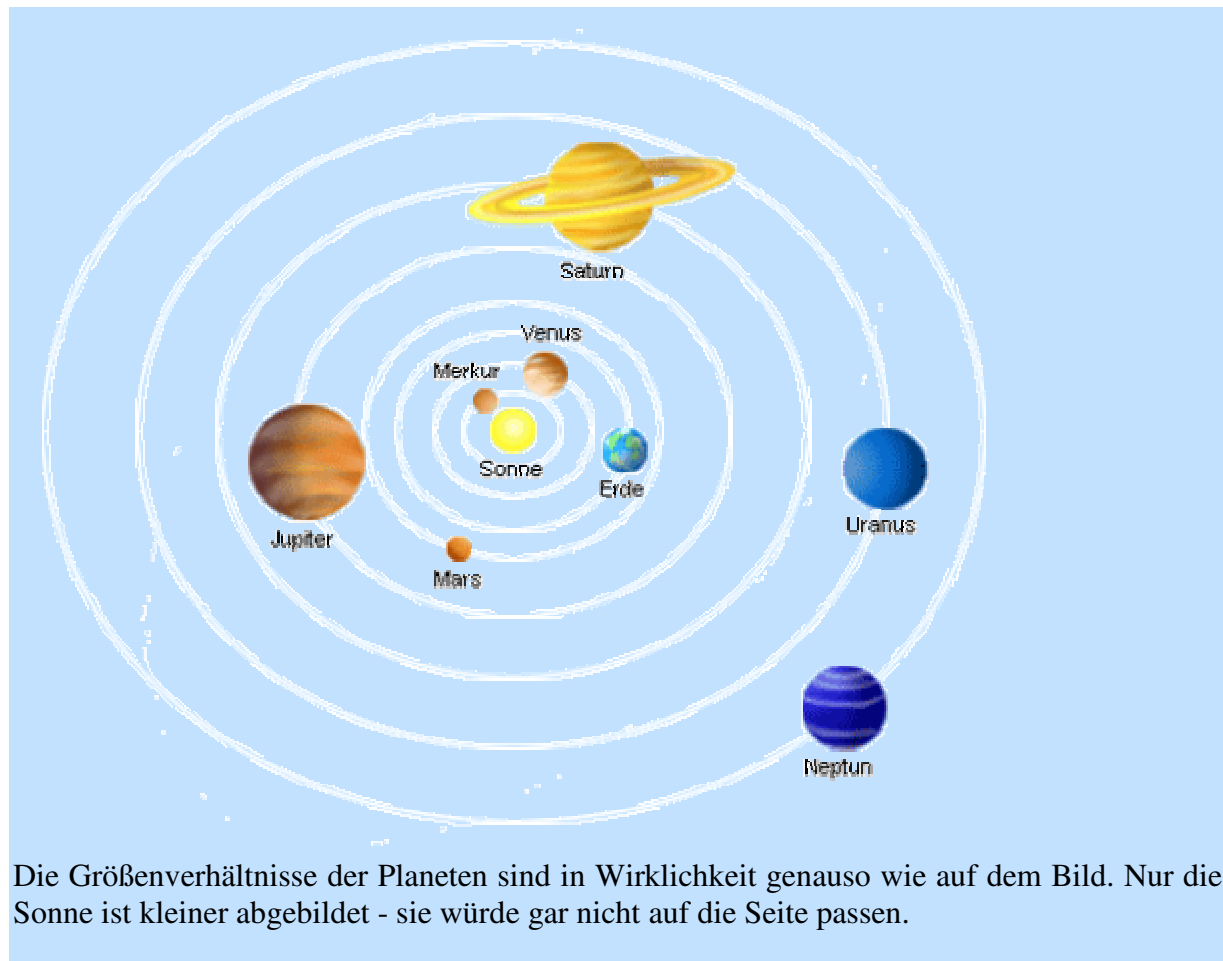 Saturn
Venus
Merkur
Sonne
Erde
Uranus
Jupiter
Mars
Neptun
Die Größenverhältnisse der Planeten sind in Wirklichkeit genauso wie auf dem Bild. Nur die
Sonne ist kleiner abgebildet - sie würde gar nicht auf die Seite passen.